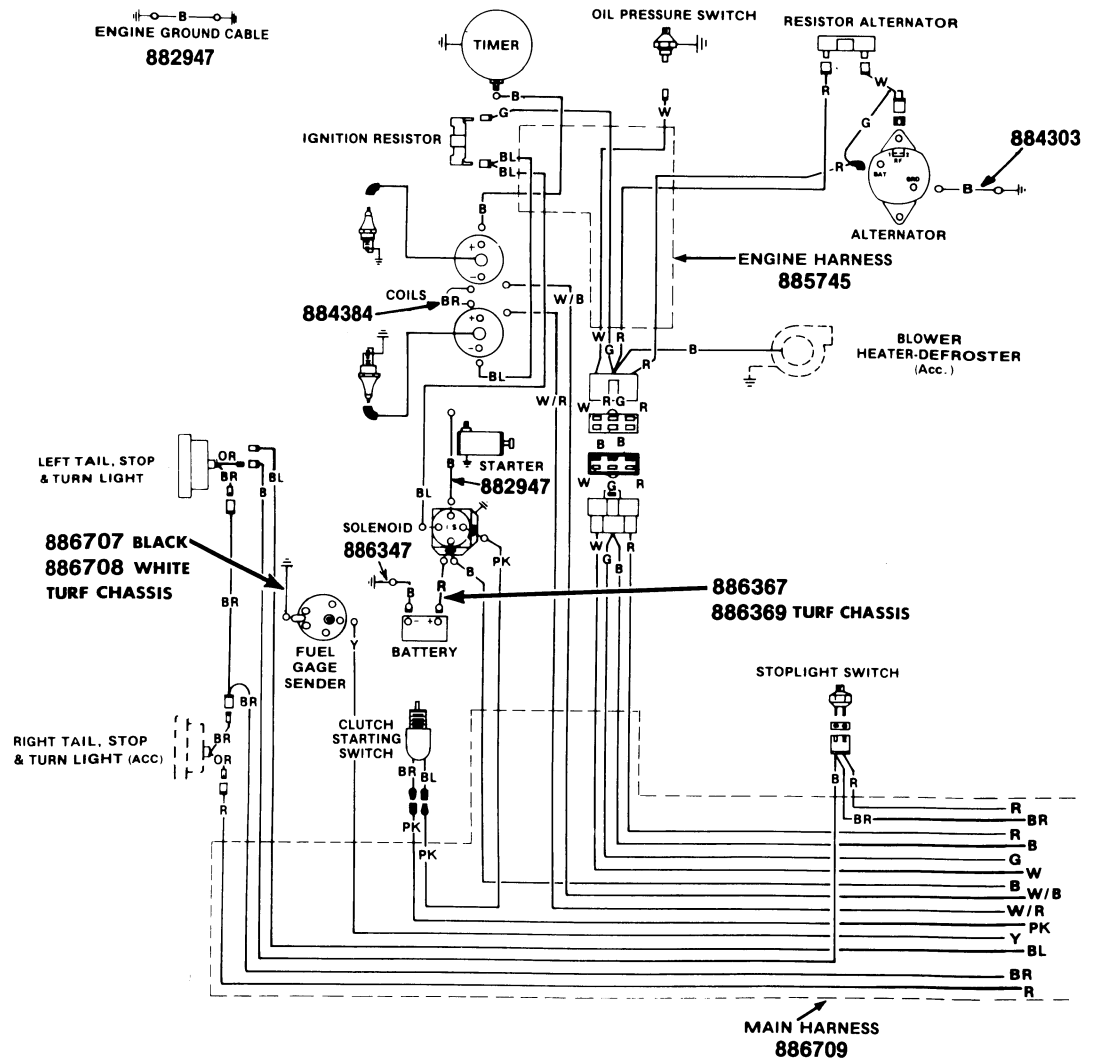 B
ENGINE GROUND CABLE
882947
TIMER
B
OIL PRESSURE SWITCH
W
RESISTOR ALTERNATOR
R
W
G
R
1 2
RF
BAT
GRD
B
884303
ALTERNATOR
IGNITION RESISTOR
G
BL
BL
B
+
-
COILS
BR
884384
+
-
BL
W/B
W/R
ENGINE HARNESS
885745
W
G
R
B
R
BLOWER
HEATER-DEFROSTER
(Acc.)
W
R-G
R
B
B
W
G
R
LEFT TAIL, STOP
& TURN LIGHT
OR
BR
B
BL
BL
B
STARTER
882947
SOLENOID
886347
I
S
PK
B
R
B
886707 BLACK
886708 WHITE
TURF CHASSIS
BR
886367
886369 TURF CHASSIS
- +
BATTERY
W
G
B
R
FUEL
GAGE
SENDER
Y
STOPLIGHT SWITCH
BR
RIGHT TAIL, STOP
& TURN LIGHT (ACC)
BR
OR
R
CLUTCH
STARTING
SWITCH
BR
BL
PK
PK
B
R
BR
R
BR
R
B
G
W
B
W/B
W/R
PK
Y
BL
BR
R
MAIN HARNESS
886709